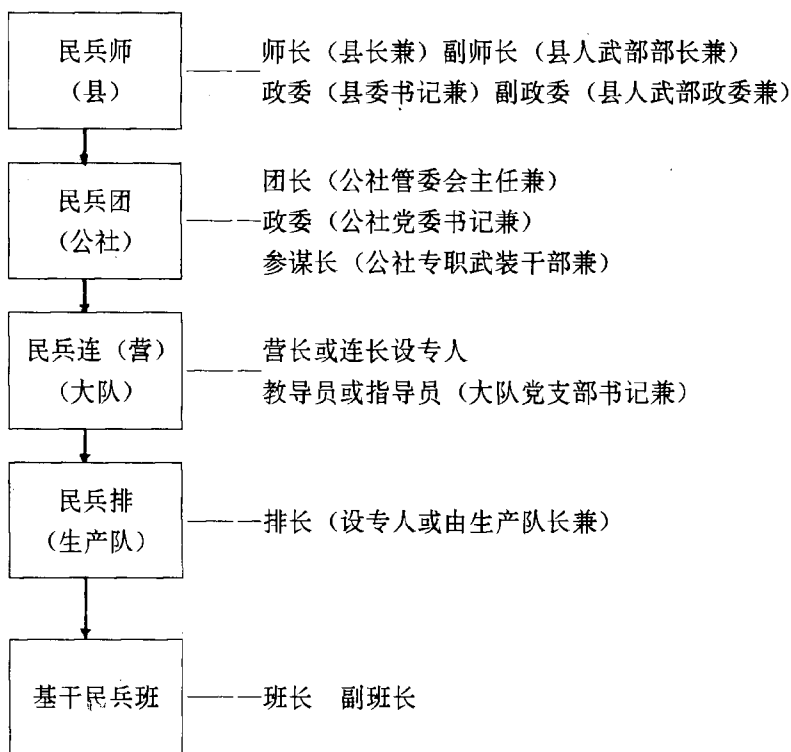 民兵师
（县）
师长（县长兼）副师长（县人武部部长兼）
政委（县委书记兼）副政委（县人武部政委兼）
民兵团
（公社）
团长（公社管委会主任兼）
政委（公社党委书记兼）
参谋长（公社专职武装干部兼）
民兵连（营）
（大队）
营长或连长设专人
教导员或指导员（大队党支部书记兼）
民兵排
（生产队）
排长（设专人或由生产队长兼）
基干民兵班
班长 副班长